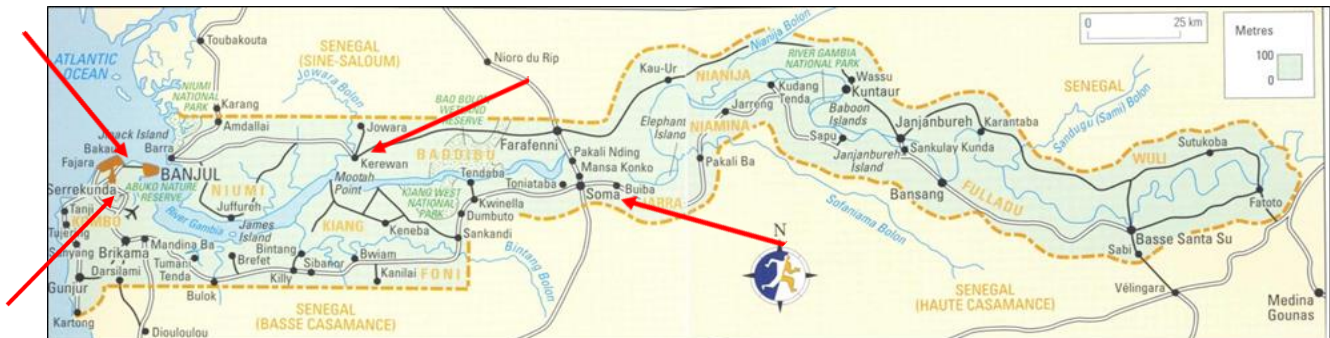 0
25 km
Metres
100
0
Toubakouta
SENEGAL
(SINE-SALOUM)
Nioro du Rip
Nianija Bolon
Kau-Ur
NIANIJA
RIVER GAMBIA
NATIONAL PARK
Wassu
Kuntaur
SENEGAL
ATLANTIC
OCEAN
NIUMI
NATIONAL
PARK
Jowara Bolon
Karang
Amdallai
Jowara
BAO BOLON
WETLAND
RESERVE
Elephant
Island
Jarreng
Kudang
Tenda
Baboon
Islands
Janjanbureh
Karantaba
Sandugu (Samu) Bolon
Jinack Island
Bakau
Barra
Fajara
BANJUL
Kerewan
BADDIBU
Farafenni
NIAMINA
Sapu
Sankulay Kunda
WULI
Sutukoba
Serrekunda
ABUKO NATURE
RESERVE
NIUMI
Mootah
Point
Pakali Nding
Mansa Konko
Pakali Ba
Janjanbureh
Island
Tendaba
Toniataba
Soma
Buiba
JARRA
Bansang
FULLADU
Fatoto
Tanji
KOMBO
Juffureh
James
Island
River Gambia
KIANG
KIANG WEST
NATIONAL
PARK
Kwinella
Dumbuto
Sofaniama Bolon
Tujereng
Sanyang
Brikama
Mandina Ba
Bintang
Keneba
Sankandi
Bintang Bolon
N
Basse Santa Su
Sabi
Darsilami
Tumani
Tenda
Brefet
Sibanor
Bwiam
Gunjur
Killy
Kanilai
FONI
Bulok
Kartong
Diouloulou
SENEGAL
(BASSE CASAMANCE)
SENEGAL
(HAUTE CASAMANCE)
Vélingara
Medina
Gounas